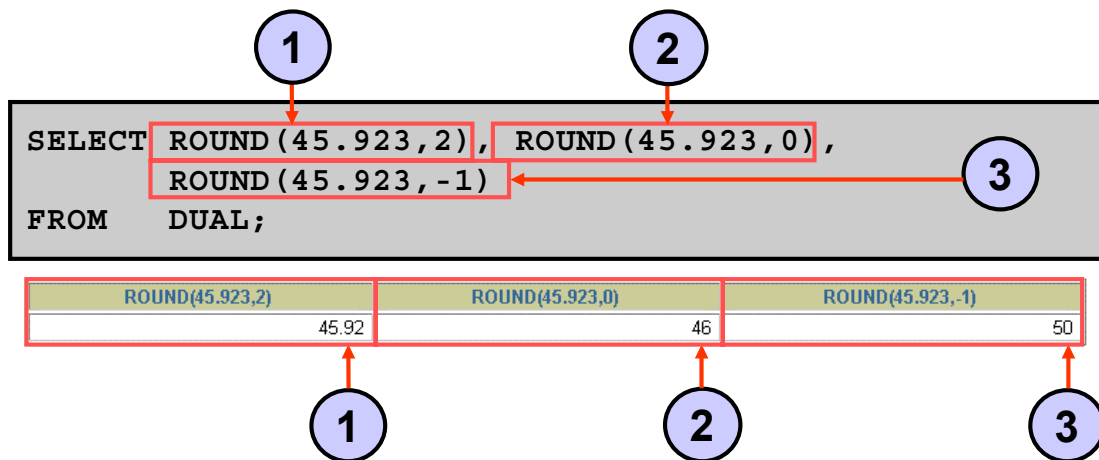 1 2
SELECT ROUND(45.923,2), ROUND(45.923,0),
ROUND(45.923,-1) 3
FROM DUAL;
ROUND(45.923,2) ROUND(45.923,0) ROUND(45.923,-1)
45.92 46 50
1 2 3